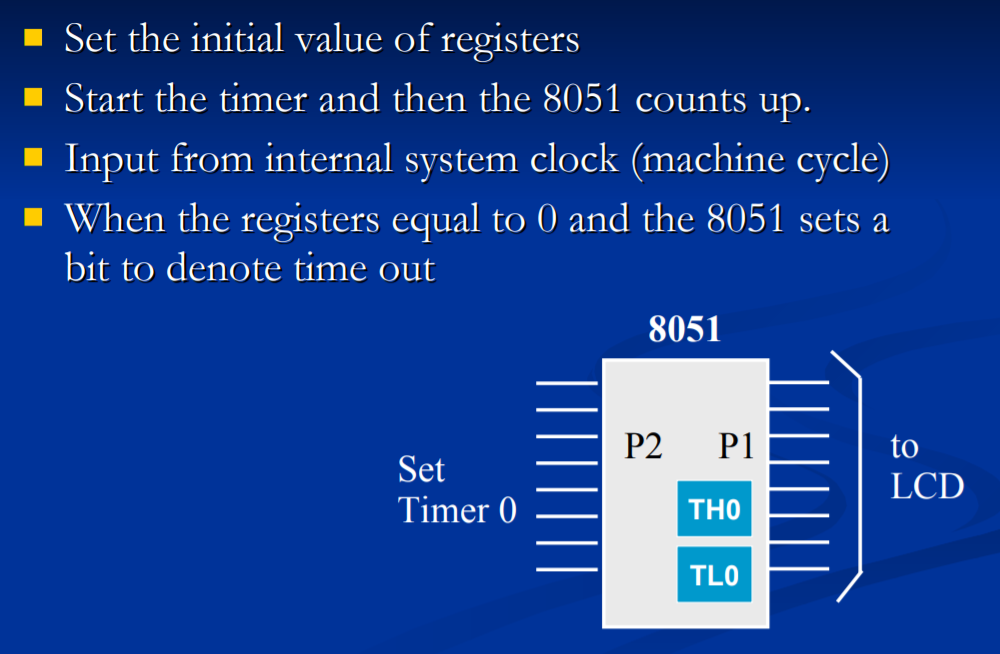 Set the initial value of registers
Start the timer and then the 8051 counts up.
Input from internal system clock (machine cycle)
When the registers equal to 0 and the 8051 sets a
bit to denote time out
8051
P2 P1
Set
Timer 0
TH0
TL0
to
LCD